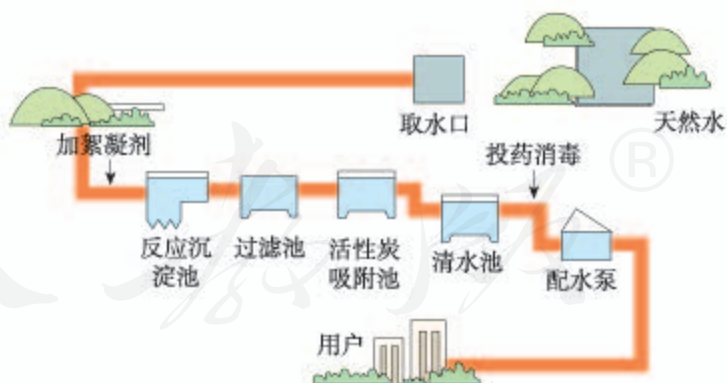 取水口
天然水
加絮凝剂
投药消毒
反应沉
淀池
过滤池
活性炭
吸附池
清水池
配水泵
用户
®